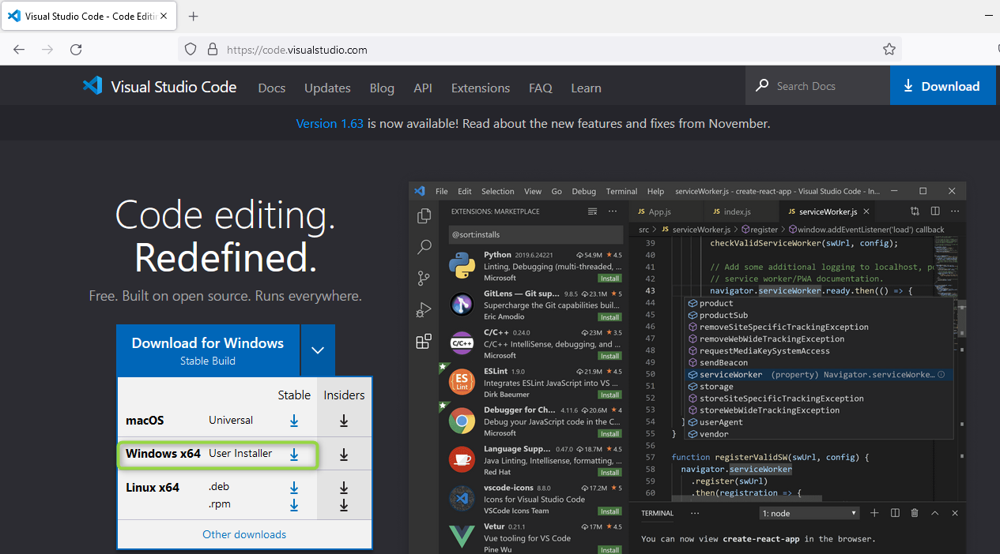 Visual Studio Code - Code Editin
https://code.visualstudio.com
Visual Studio Code Docs Updates Blog API Extensions FAQ Learn Search Docs Download
Version 1.63 is now available! Read about the new features and fixes from November.
Code editing.
Redefined.
Free. Built on open source. Runs everywhere.
Download for Windows
Stable Build
Stable Insiders
macOS Universal
Windows x64 User Installer
Linux x64 .deb
.rpm
Other downloads
File Edit Selection View Go Debug Terminal Help serviceWorker.js - create-react-app - Visual Studio Code - In...
EXTENSIONS: MARKETPLACE
@sort:installs
Python 2019.6.24221 54.9M ★ 4.5
Linting, Debugging (multi-threaded, ...
Microsoft Install
GitLens — Git sup... 9.8.5 23.1M ★ 5
Supercharge the Git capabilities buil...
Eric Amodio Install
C/C++
C/C++ 0.24.0 23M ★ 3.5
C/C++ IntelliSense, debugging, and ...
Microsoft Install
ES
Lint
ESLint 1.9.0 21.9M ★ 4.5
Integrates ESLint JavaScript into VS ...
Dirk Baeumer Install
Debugger for Ch... 4.11.6 20.6M ★ 4
Debug your JavaScript code in the C...
Microsoft Install
Language Supp... 0.47.0 18.7M ★ 4.5
Java Linting, Intellisense, formatting, ...
Red Hat Install
vscode-icons 8.8.0 17.2M ★ 5
Icons for Visual Studio Code
VSCode Icons Team Install
Vetur 0.21.1 17M ★ 4.5
Vue tooling for VS Code
Pine Wu Install
JS App.js JS index.js JS serviceWorker.js
src > JS serviceWorker.js > register > window.addEventListener('load') callback
39 checkValidServiceWorker(swUrl, config);
40
41 // Add some additional logging to localhost, po
42 // service worker/PWA documentation.
43 navigator.serviceWorker.ready.then(() => {
44 product
45 productSub
46 removeSiteSpecificTrackingException
47 removeWebWideTrackingException
48 requestMediaKeySystemAccess
49 sendBeacon
50 serviceWorker (property) Navigator.serviceWorke...
51 storage
52 storeSiteSpecificTrackingException
53 storeWebWideTrackingException
54 } userAgent
55 } vendor
56
57 function registerValidSW(swUrl, config) {
58 navigator.serviceWorker
59 .register(swUrl)
60 .then(registration => {
TERMINAL ... 1: node
You can now view create-react-app in the browser.